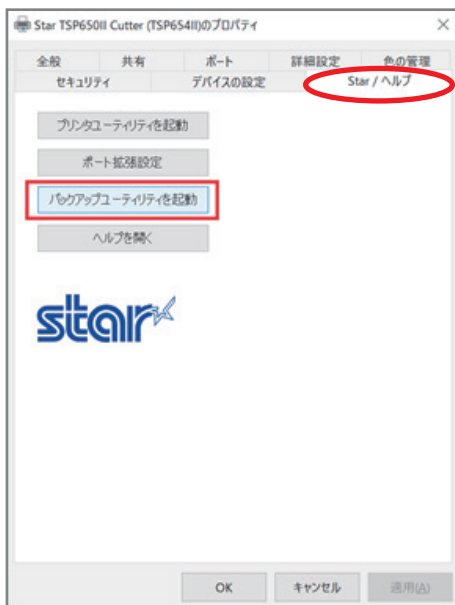 Star TSP650II Cutter (TSP654II)のプロパティ
全般 共有 ポート 詳細設定 色の管理
セキュリティ デバイスの設定 Star / ヘルプ
プリンタユーティリティを起動
ポート拡張設定
バックアップユーティリティを起動
ヘルプを開く
star
OK キャンセル 適用(A)